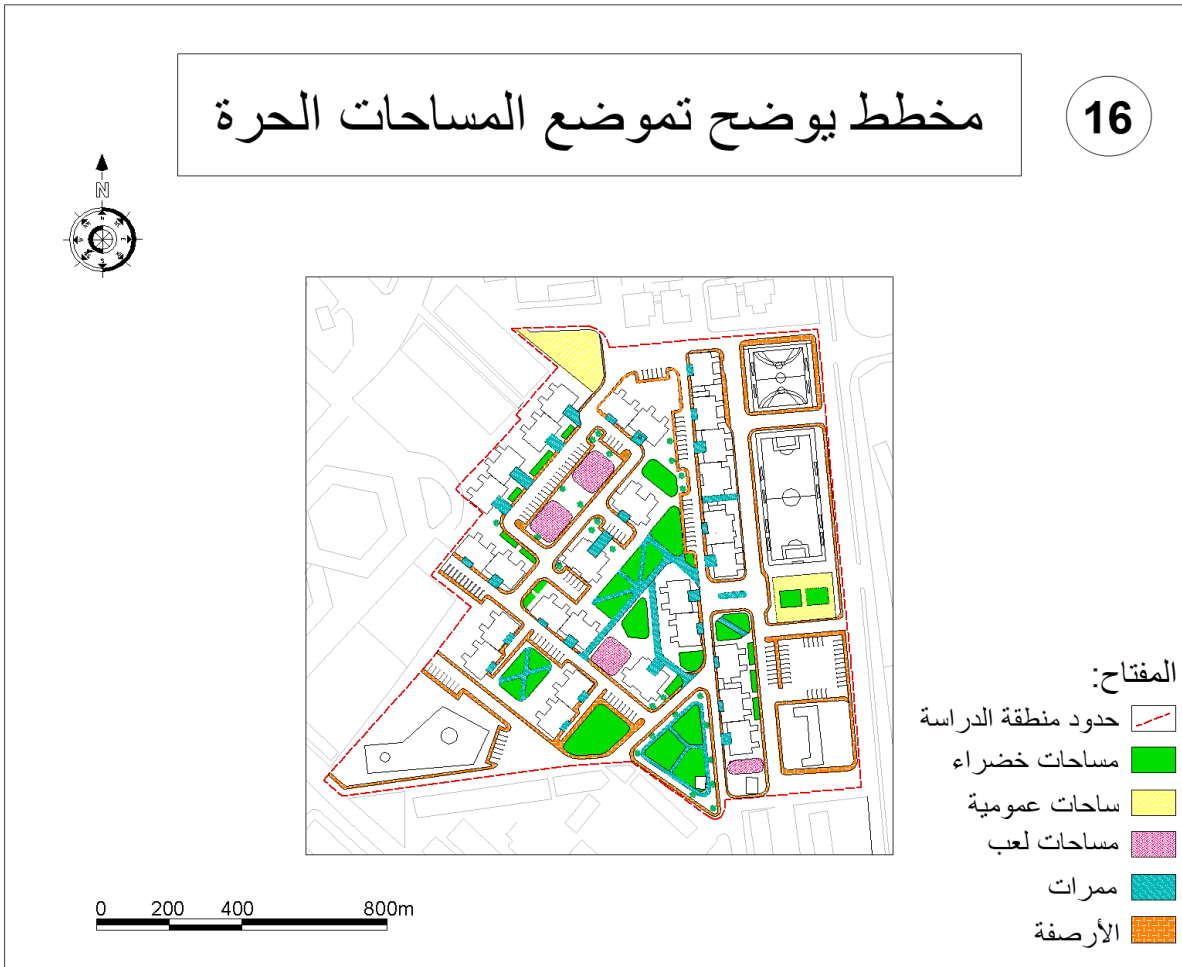 مخطط يوضح تموضع المساحات الحرة
16
N
المفتاح:
حدود منطقة الدراسة
مساحات خضراء
ساحات عمومية
مساحات لعب
ممرات
الأرصفة
0 200 400 800m